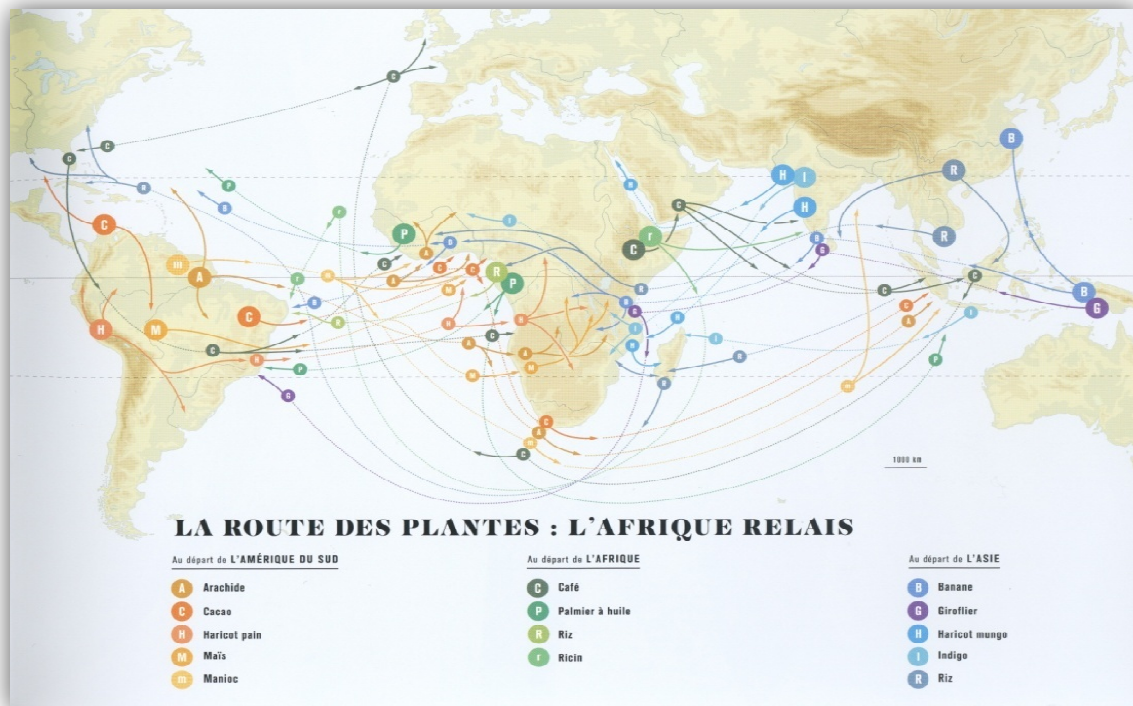 1000 km
LA ROUTE DES PLANTES : L'AFRIQUE RELAIS
Au départ de L'AMÉRIQUE DU SUD
A Arachide
C Cacao
H Haricot pain
M Maïs
m Manioc
Au départ de L'AFRIQUE
C Café
P Palmier à huile
R Riz
r Ricin
Au départ de L'ASIE
B Banane
G Giroflier
H Haricot mungo
I Indigo
R Riz